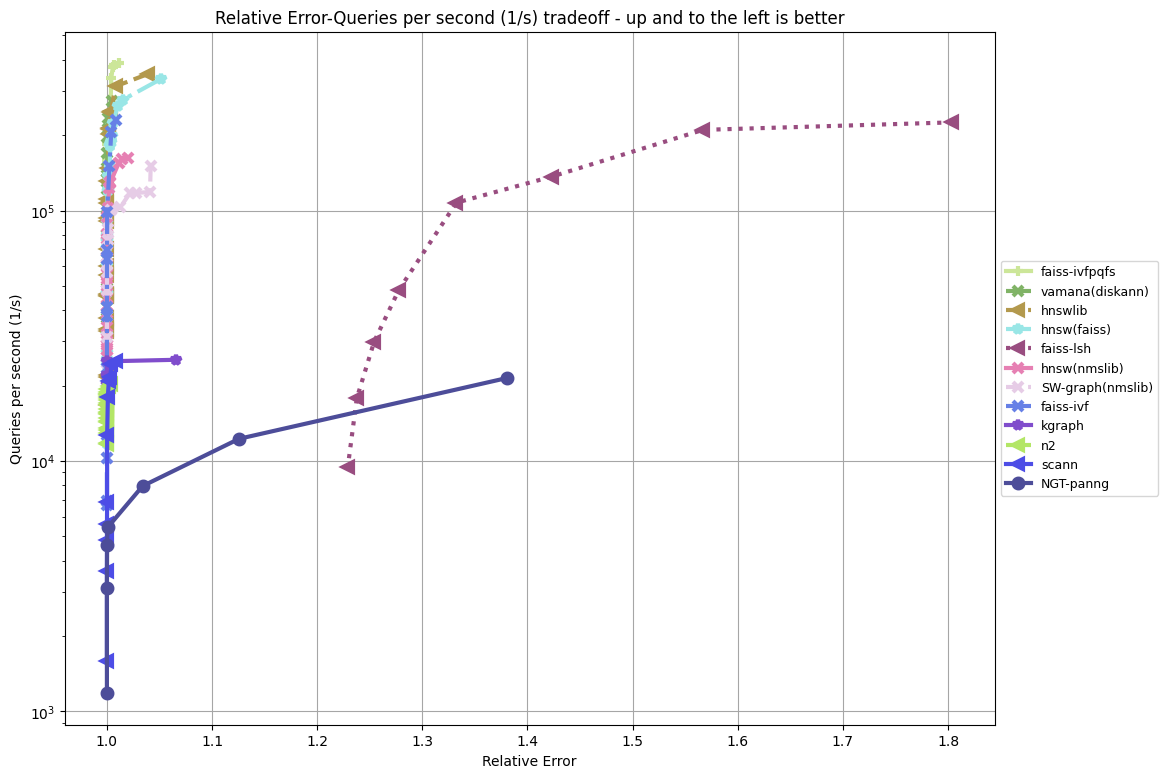 Relative Error-Queries per second (1/s) tradeoff - up and to the left is better
Queries per second (1/s)
10^5
10^4
10^3
1.0 1.1 1.2 1.3 1.4 1.5 1.6 1.7 1.8
Relative Error
faiss-ivfpqfs
vamana(diskann)
hnswlib
hnsw(faiss)
faiss-lsh
hnsw(nmslib)
SW-graph(nmslib)
faiss-ivf
kgraph
n2
scann
NGT-panng